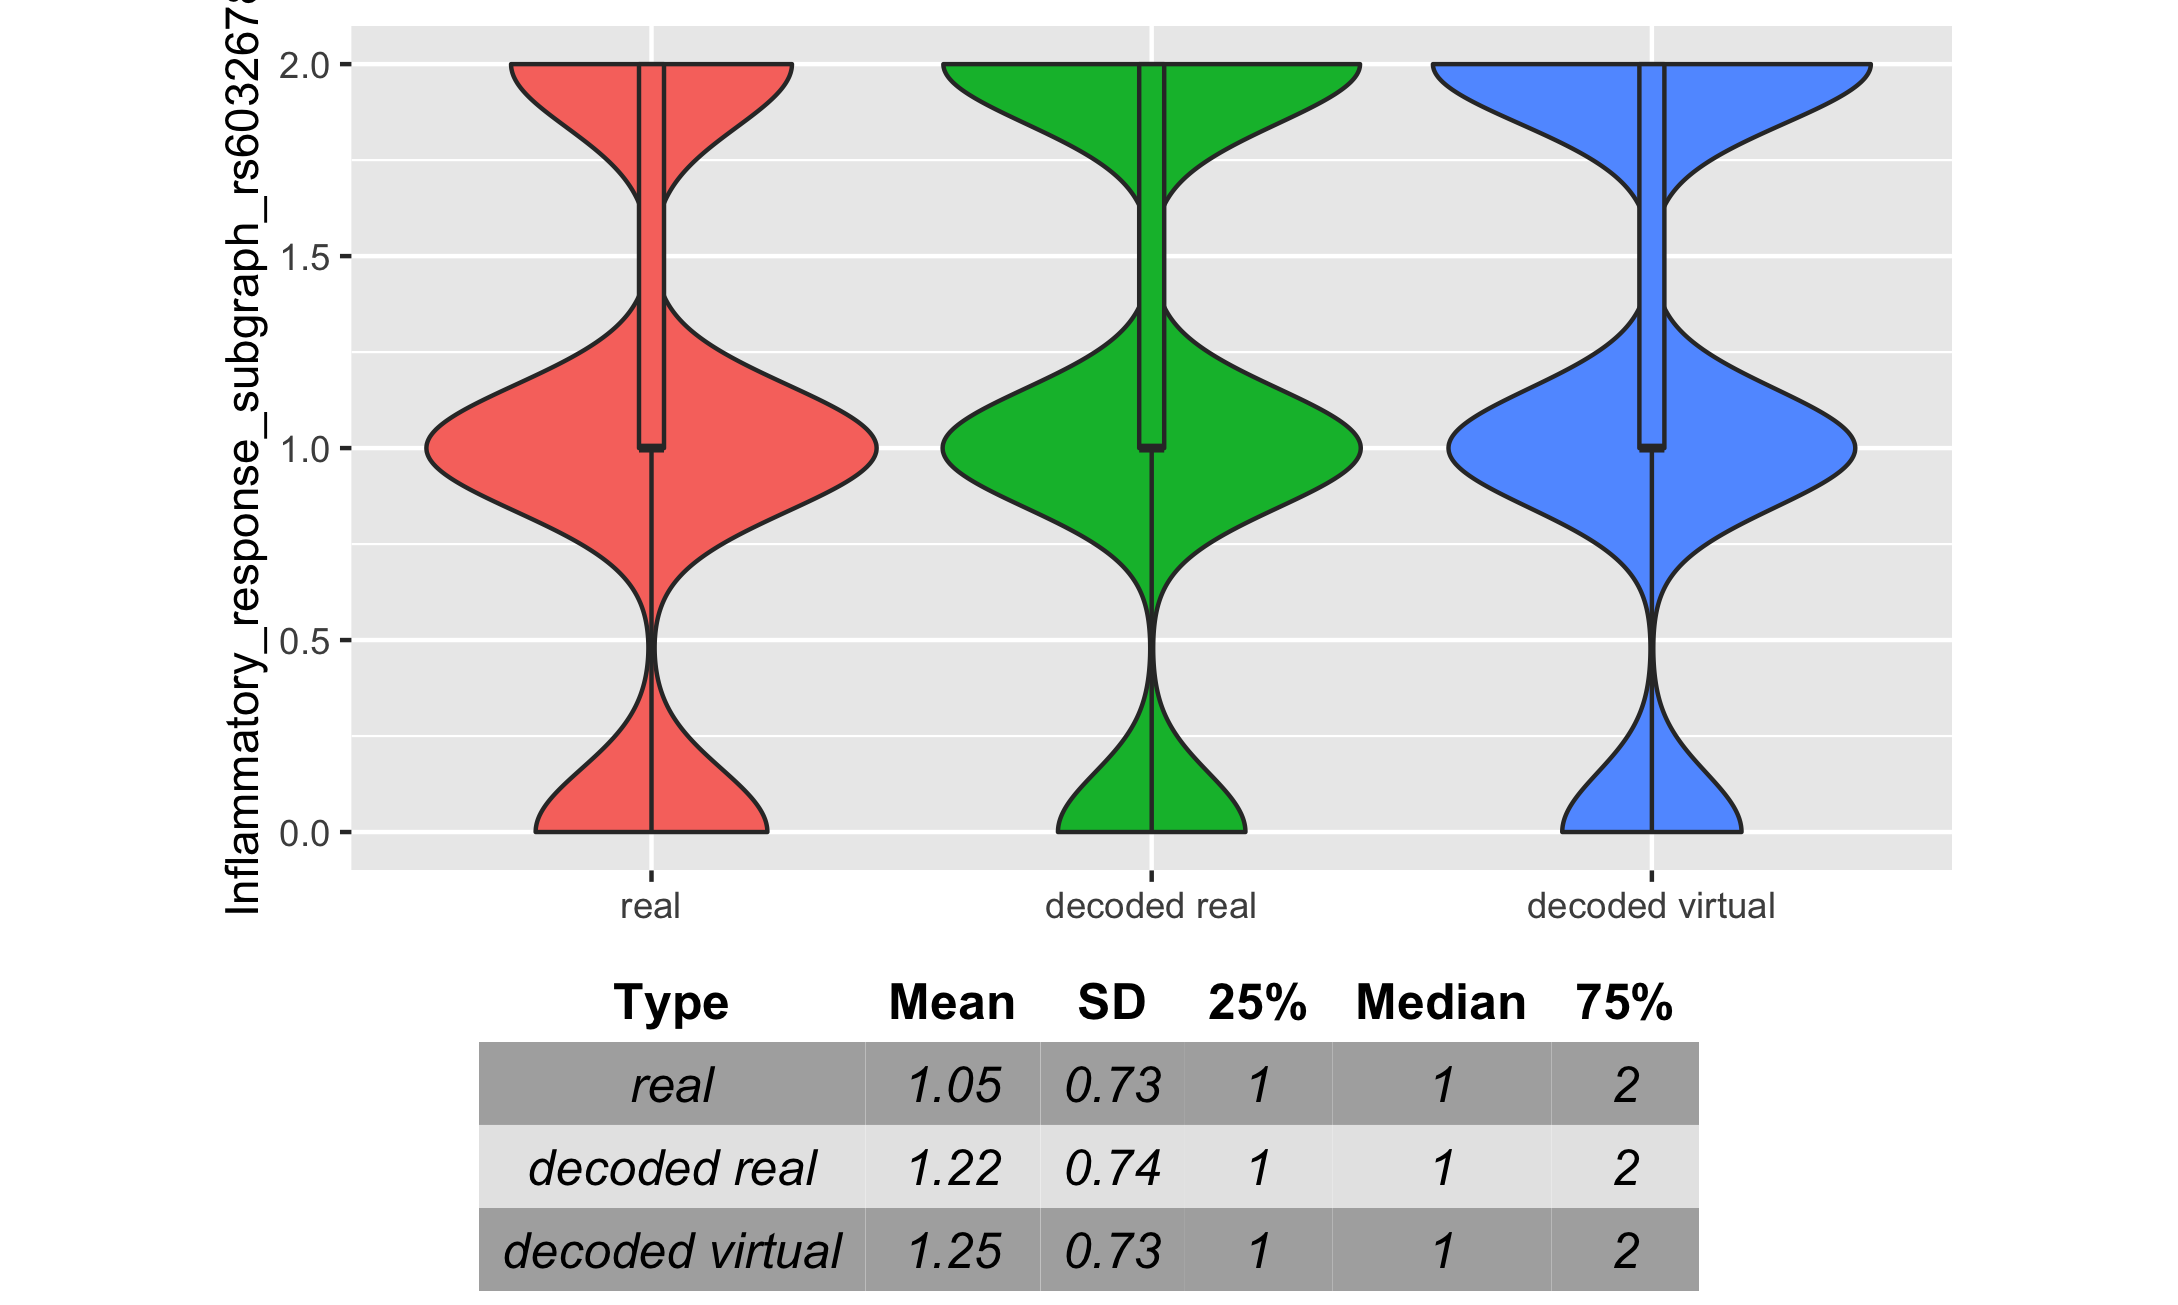 Inflammatory_response_subgraph_rs6032678
2.0
1.5
1.0
0.5
0.0
real decoded real decoded virtual
Type Mean SD 25% Median 75%
real 1.05 0.73 1 1 2
decoded real 1.22 0.74 1 1 2
decoded virtual 1.25 0.73 1 1 2